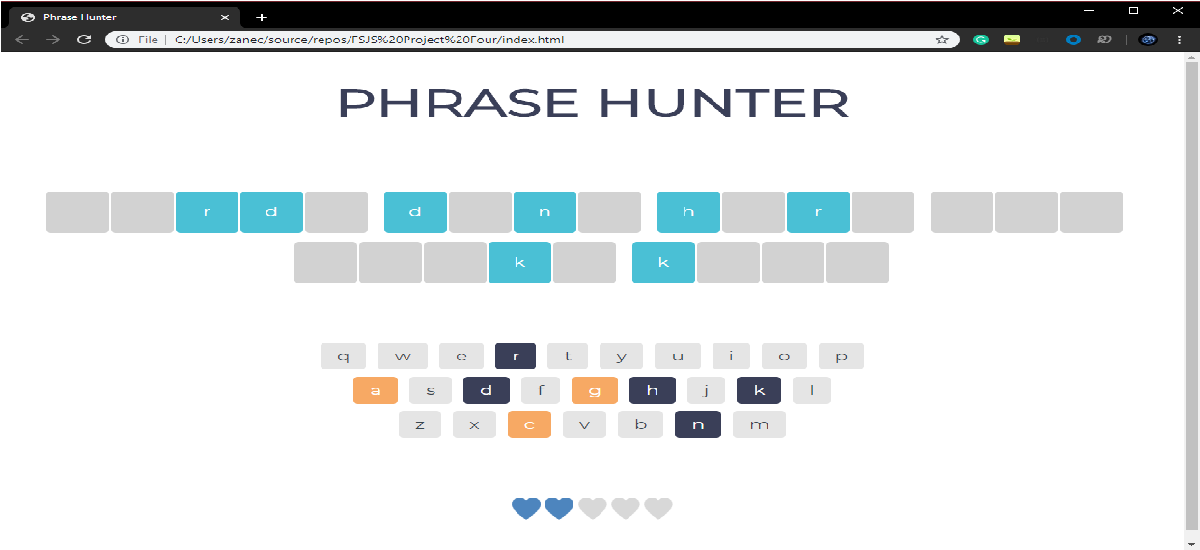 Phrase Hunter
File | C:/Users/zanec/source/repos/FSJS%20Project%20Four/index.html
PHRASE HUNTER
r d d n h r
k k
q w e r t y u i o p
a s d f g h j k l
z x c v b n m